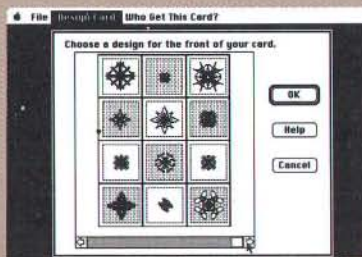 File Design Card Who Get This Card?
Choose a design for the front of your card.
OK
Help
Cancel